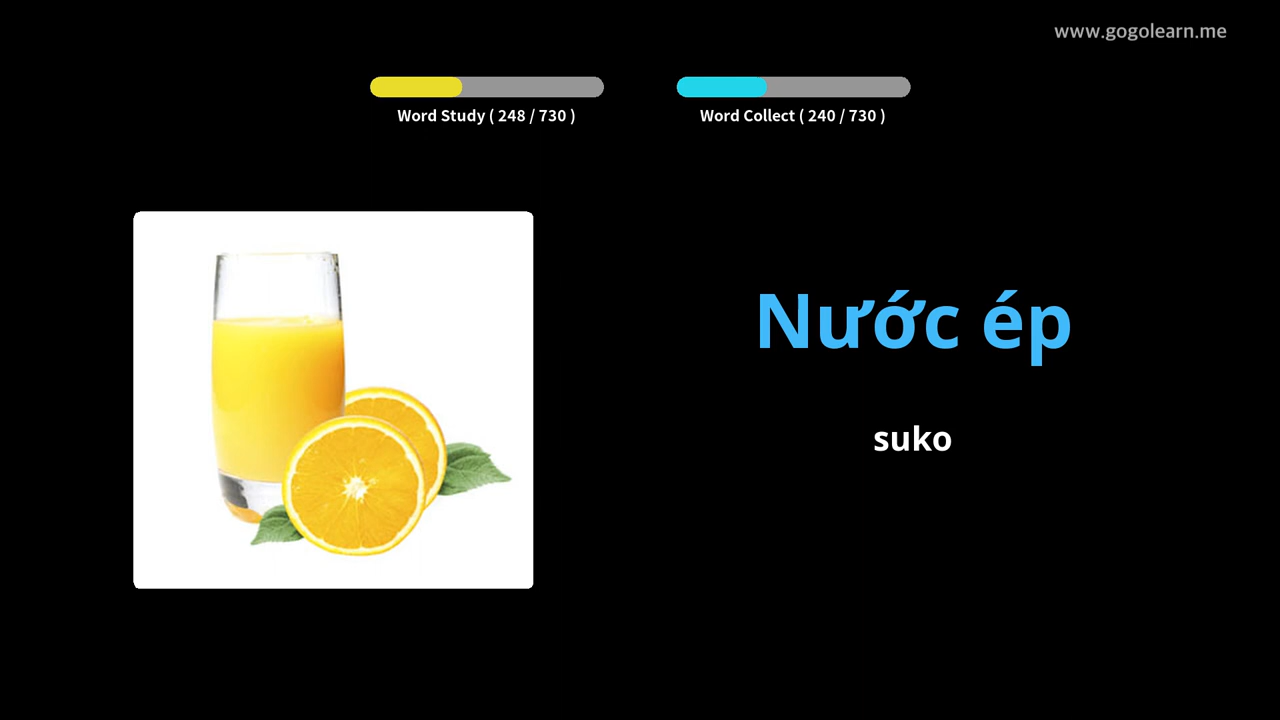 www.gogolearn.me
Word Study ( 248 / 730 )
Word Collect ( 240 / 730 )
Nước ép
suko